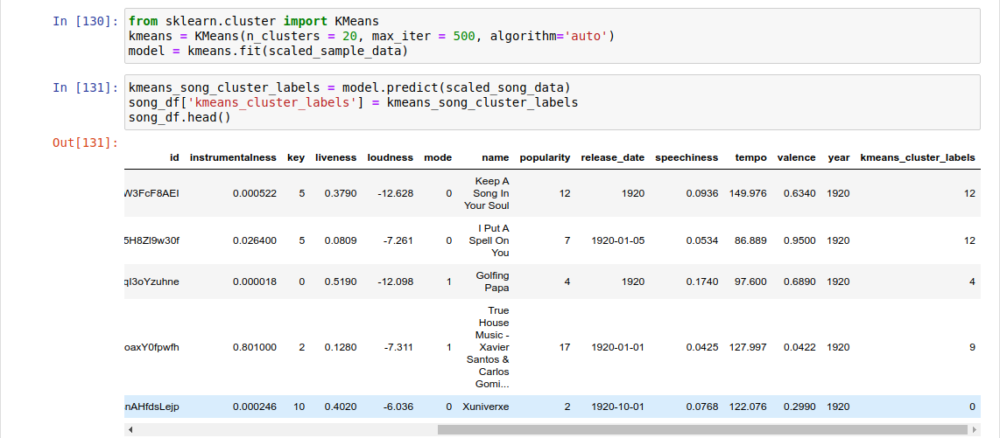 In [130]: from sklearn.cluster import KMeans
kmeans = KMeans(n_clusters = 20, max_iter = 500, algorithm='auto')
model = kmeans.fit(scaled_sample_data)
In [131]: kmeans_song_cluster_labels = model.predict(scaled_song_data)
song_df['kmeans_cluster_labels'] = kmeans_song_cluster_labels
song_df.head()
Out[131]:
id instrumentalness key liveness loudness mode name popularity release_date speechiness tempo valence year kmeans_cluster_labels
Keep A
W3FcF8AEI 0.000522 5 0.3790 -12.628 0 Song In 12 1920 0.0936 149.976 0.6340 1920 12
Your Soul
I Put A
5H8ZI9w30f 0.026400 5 0.0809 -7.261 0 Spell On 7 1920-01-05 0.0534 86.889 0.9500 1920 12
You
Golfing
qI3oYzuhne 0.000018 0 0.5190 -12.098 1 4 1920 0.1740 97.600 0.6890 1920 4
Papa
True
House
Music -
oaxY0fpwfh 0.801000 2 0.1280 -7.311 1 Xavier 17 1920-01-01 0.0425 127.997 0.0422 1920 9
Santos &
Carlos
Gomi...
nAHfdsLejp 0.000246 10 0.4020 -6.036 0 Xuniverxe 2 1920-10-01 0.0768 122.076 0.2990 1920 0